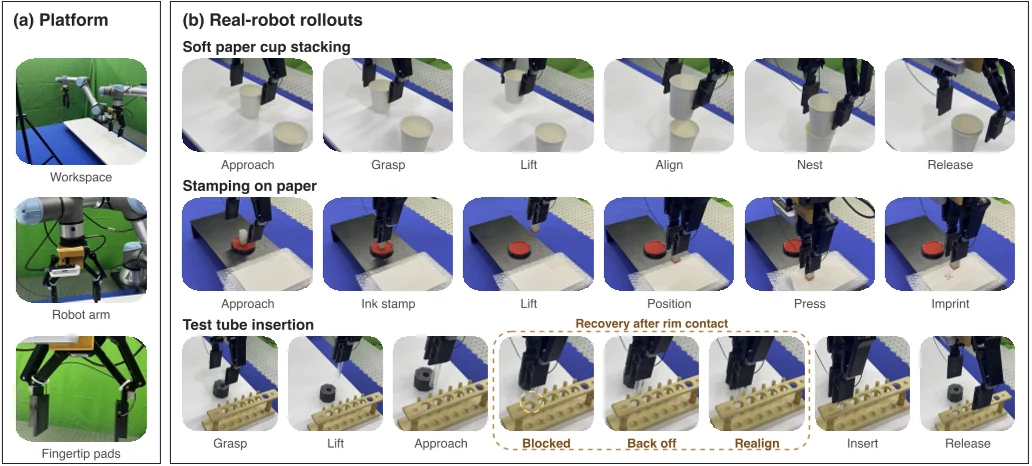 (a) Platform
Workspace
Robot arm
Fingertip pads
(b) Real-robot rollouts
Soft paper cup stacking
Approach Grasp Lift Align Nest Release
Stamping on paper
Approach Ink stamp Lift Position Press Imprint
Test tube insertion
Recovery after rim contact
Grasp Lift Approach Blocked Back off Realign Insert Release